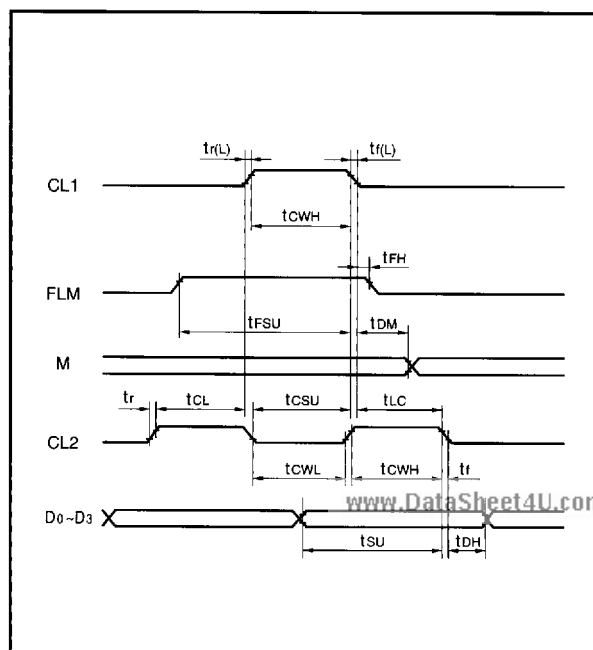 tr(L) tf(L)
CL1
tCWH
tFH
FLM
tFSU tDM
M
tr tCL tCSU tLC
CL2
tCWL tCWH tf
www.DataSheet4U.com
D0~D3
tSU tDH